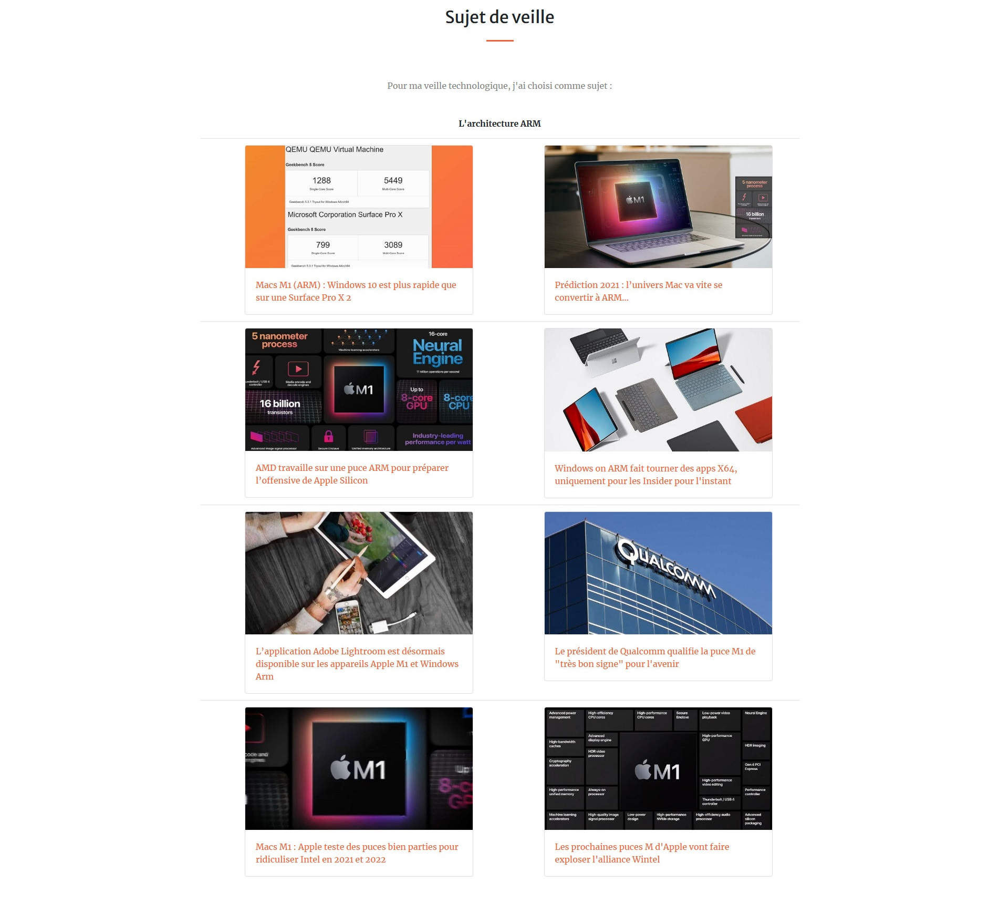 Sujet de veille
Pour ma veille technologique, j'ai choisi comme sujet :
L'architecture ARM
QEMU QEMU Virtual Machine
Geekbench 5 Score
1288
5449
Single-Core Score
Multi-Core Score
Geekbench 5.3.1 Tryout for Windows AArch64
Microsoft Corporation Surface Pro X
Geekbench 5 Score
799
3089
Single-Core Score
Multi-Core Score
Geekbench 5.3.1 Tryout for Windows AArch64
Macs M1 (ARM) : Windows 10 est plus rapide que
sur une Surface Pro X 2
M1
5 nanometer
process
16 billion
transistors
Prédiction 2021 : l’univers Mac va vite se
convertir à ARM...
5 nanometer
process
Machine learning accelerators
16-core
Neural
Engine
11 trillion operations per second
underbolt / USB 4
controller
Media encode and
decode engines
M1
Up to
8-core
GPU
8-core
CPU
16 billion
transistors
Advanced image signal processor
Secure Enclave
Unified memory architecture
Industry-leading
performance per watt
AMD travaille sur une puce ARM pour préparer
l’offensive de Apple Silicon
Windows on ARM fait tourner des apps X64,
uniquement pour les Insider pour l'instant
L’application Adobe Lightroom est désormais
disponible sur les appareils Apple M1 et Windows
Arm
QUALCOMM
Le président de Qualcomm qualifie la puce M1 de
"très bon signe" pour l'avenir
code and
engines
M1
Up to
8-c
GP
Macs M1 : Apple teste des puces bien parties pour
ridiculiser Intel en 2021 et 2022
Advanced power
management
High-efficiency
CPU cores
High-performance
CPU cores
Secure
Enclave
Low-power video
playback
Neural Engine
High-bandwidth
caches
Advanced
display engine
High-performance
GPU
HDR imaging
HDR video
processor
Cryptography
acceleration
M1
Gen 4 PCI
Express
High-performance
video editing
High-performance
unified memory
Always-on
processor
Performance
controller
Thunderbolt / USB 4
controller
Machine learning
accelerators
High-quality image
signal processor
Low-power
design
High-performance
NVMe storage
High-efficiency audio
processor
Advanced
silicon
packaging
Les prochaines puces M d'Apple vont faire
exploser l'alliance Wintel